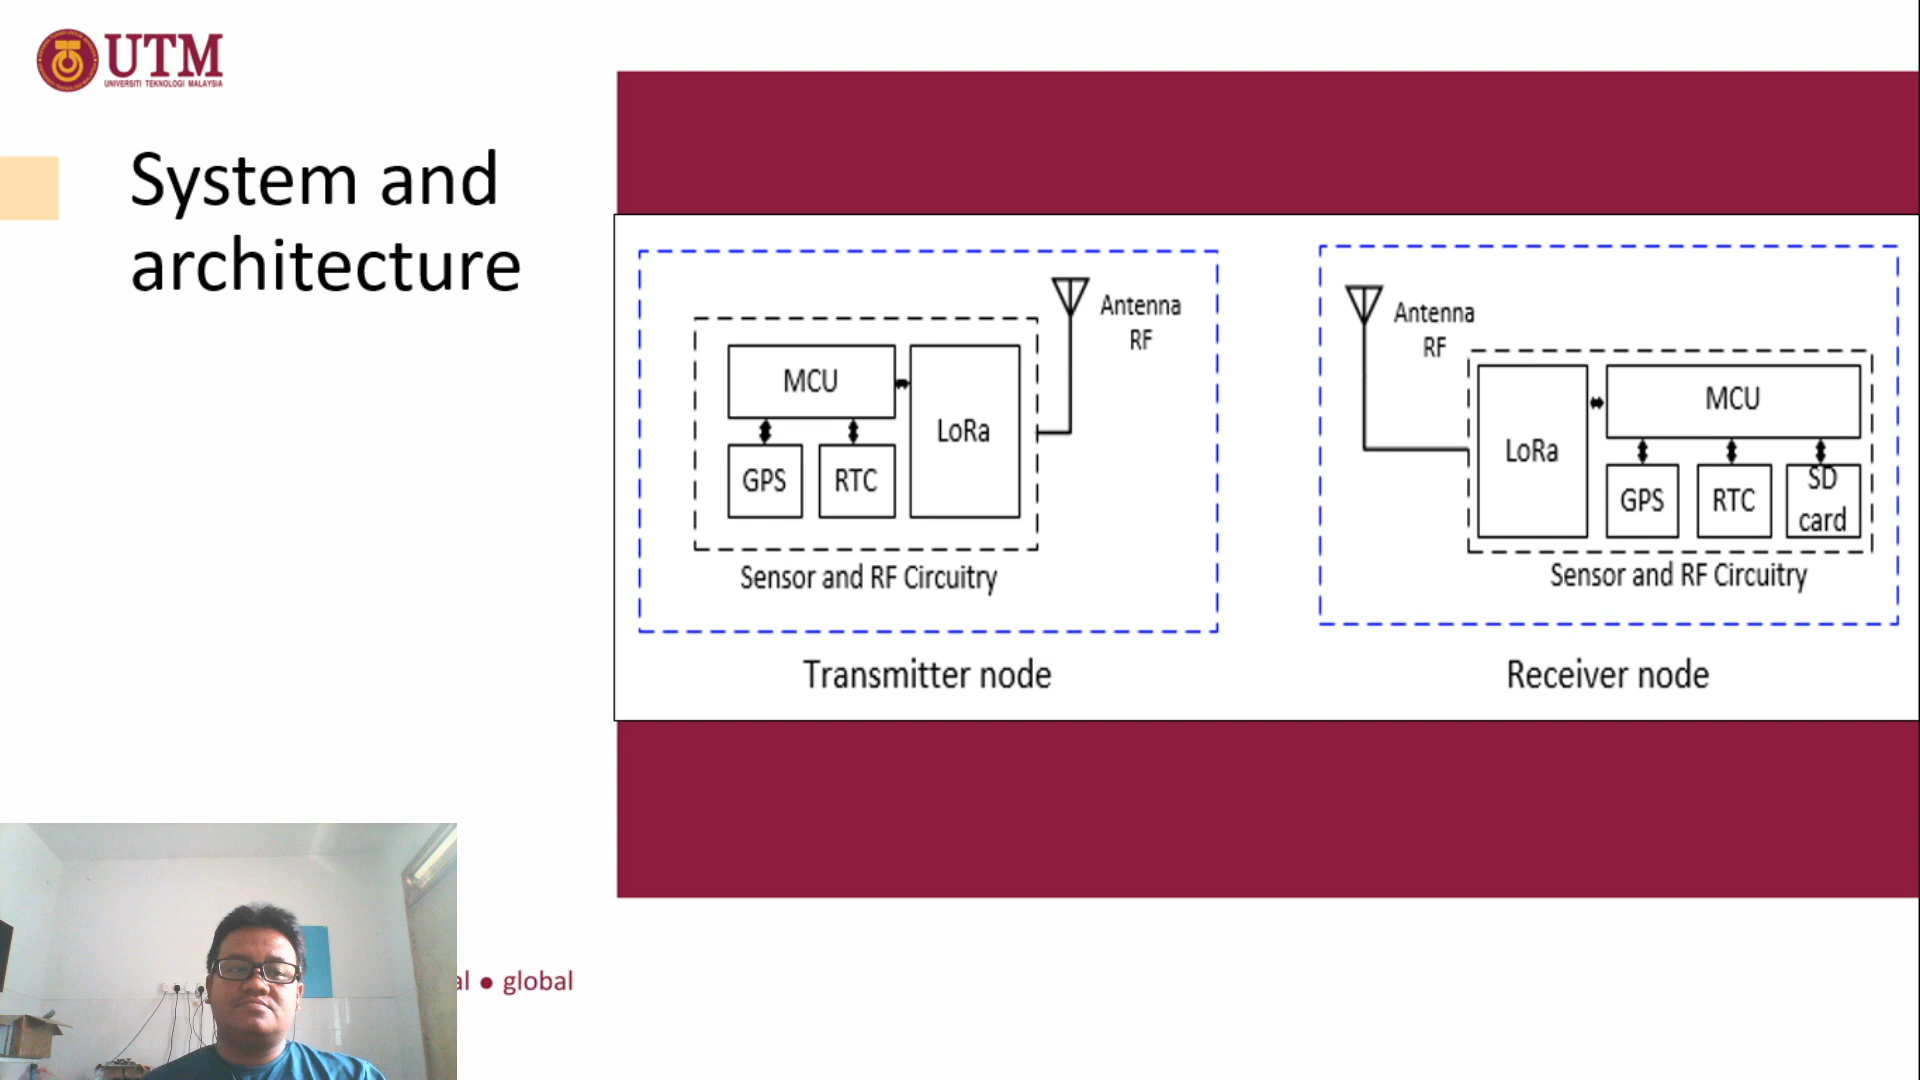 UTM
UNIVERSITI TEKNOLOGI MALAYSIA
System and
architecture
Antenna
RF
MCU
LoRa
GPS
RTC
Sensor and RF Circuitry
Transmitter node
Antenna
RF
LoRa
MCU
GPS
RTC
SD
card
Sensor and RF Circuitry
Receiver node
al ● global